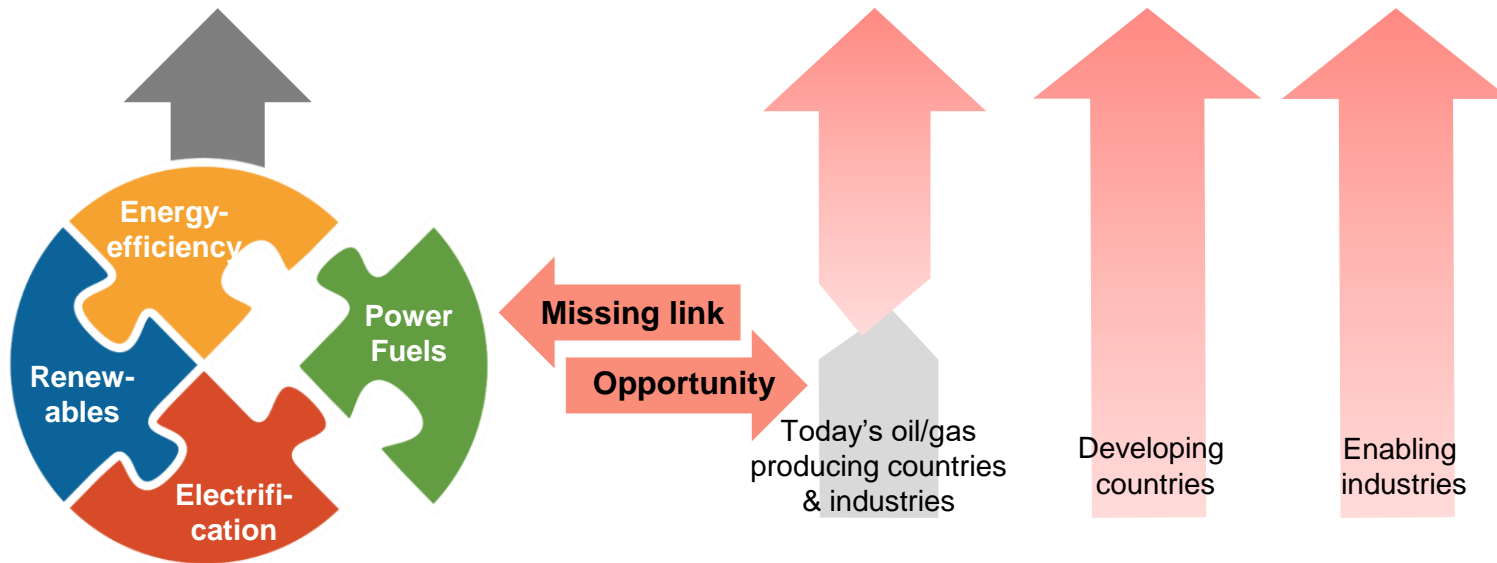 Energy-
efficiency
Renew-
ables
Electrifi-
cation
Power
Fuels
Missing link
Opportunity
Today's oil/gas
producing countries
& industries
Developing
countries
Enabling
industries